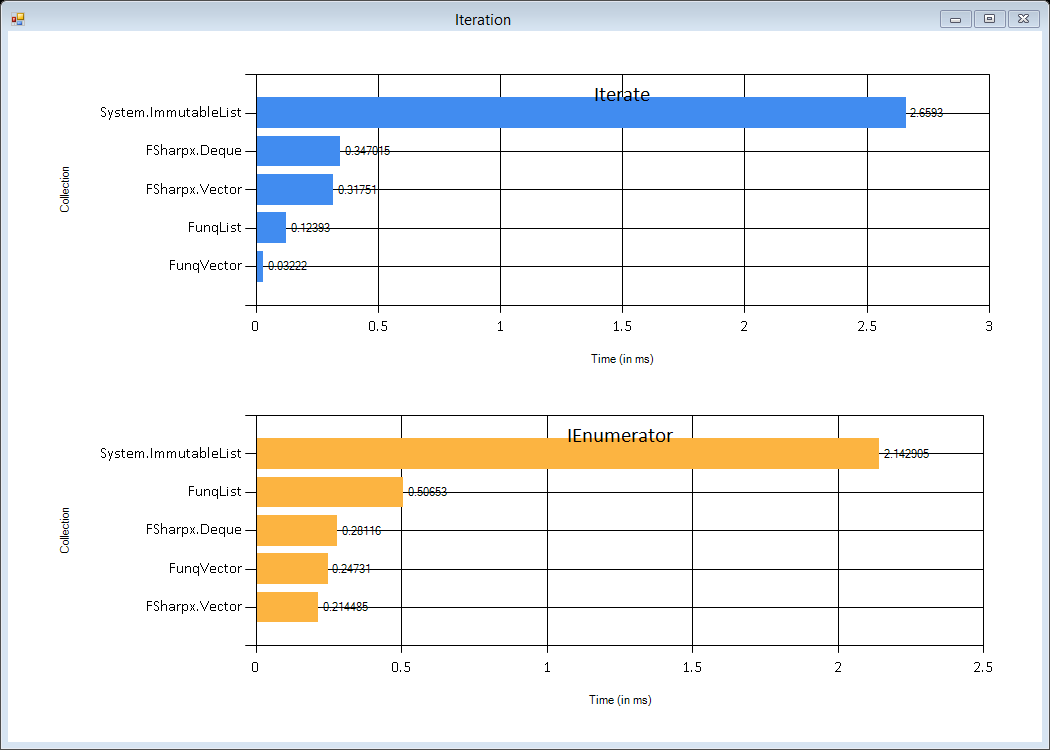 Iteration
Iterate
System.ImmutableList 2.6593
FSharpx.Deque 0.347015
FSharpx.Vector 0.31751
FunqList 0.12393
FunqVector 0.03222
Collection
0 0.5 1 1.5 2 2.5 3
Time (in ms)
IEnumerator
System.ImmutableList 2.142905
FunqList 0.50653
FSharpx.Deque 0.28116
FunqVector 0.24731
FSharpx.Vector 0.214485
Collection
0 0.5 1 1.5 2 2.5
Time (in ms)